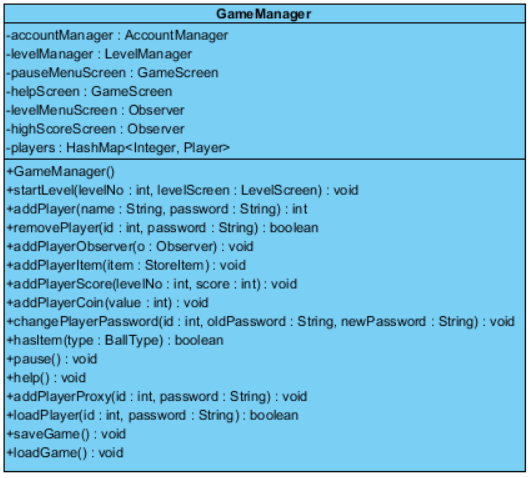 GameManager
-accountManager : AccountManager
-levelManager : LevelManager
-pauseMenuScreen : GameScreen
-helpScreen : GameScreen
-levelMenuScreen : Observer
-highScoreScreen : Observer
-players : HashMap<Integer, Player>
+GameManager()
+startLevel(levelNo : int, levelScreen : LevelScreen) : void
+addPlayer(name : String, password : String) : int
+removePlayer(id : int, password : String) : boolean
+addPlayerObserver(o : Observer) : void
+addPlayerItem(item : StoreItem) : void
+addPlayerScore(levelNo : int, score : int) : void
+addPlayerCoin(value : int) : void
+changePlayerPassword(id : int, oldPassword : String, newPassword : String) : void
+hasItem(type : BallType) : boolean
+pause() : void
+help() : void
+addPlayerProxy(id : int, password : String) : void
+loadPlayer(id : int, password : String) : boolean
+saveGame() : void
+loadGame() : void